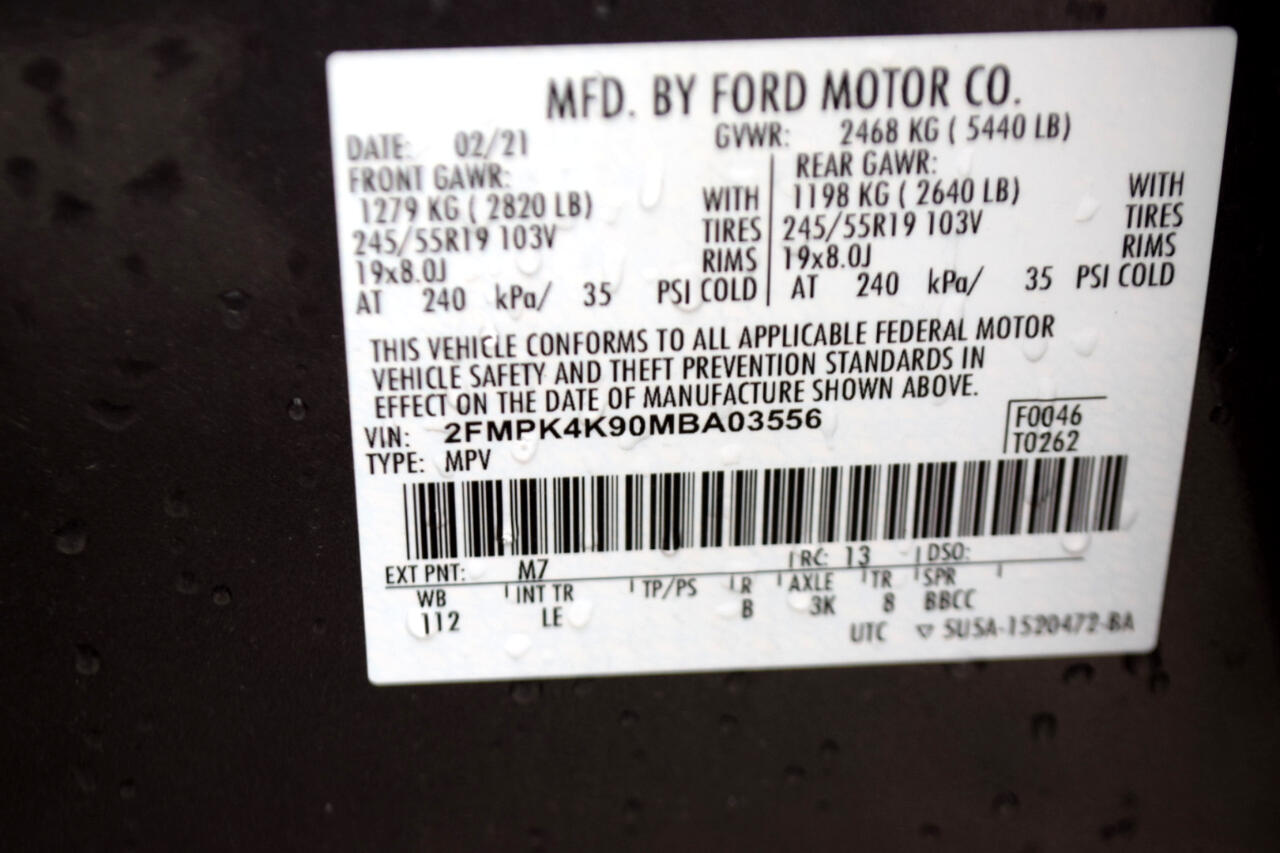 MFD. BY FORD MOTOR CO.
DATE: 02/21 GVWR: 2468 KG ( 5440 LB)
FRONT GAWR: REAR GAWR:
1279 KG ( 2820 LB) WITH 1198 KG ( 2640 LB) WITH
245/55R19 103V TIRES 245/55R19 103V TIRES
19x8.0J RIMS 19x8.0J RIMS
AT 240 kPa/ 35 PSI COLD AT 240 kPa/ 35 PSI COLD
THIS VEHICLE CONFORMS TO ALL APPLICABLE FEDERAL MOTOR
VEHICLE SAFETY AND THEFT PREVENTION STANDARDS IN
EFFECT ON THE DATE OF MANUFACTURE SHOWN ABOVE.
VIN: 2FMPK4K90MBA03556 F0046
TYPE: MPV T0262
EXT PNT: M7 RC: 13 DSO:
WB INT TR TP/PS R AXLE TR SPR
112 LE B 3K 8 BBCC
UTC ▽ SU5A-1520472-BA